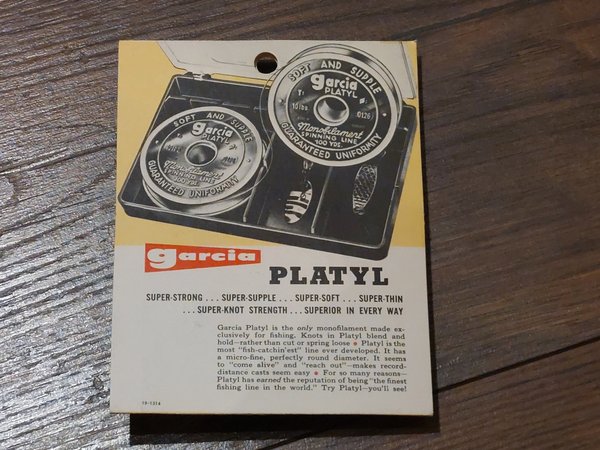 SOFT AND SUPPLE
garcia
PLATYL
T: 10 lbs. Ø: .0126
Monofilament
SPINNING LINE
100 YDS.
GUARANTEED UNIFORMITY
SOFT AND SUPPLE
garcia
PLATYL
Monofilament
SPINNING LINE
GUARANTEED UNIFORMITY
garcia
PLATYL
SUPER-STRONG . . . SUPER-SUPPLE . . . SUPER-SOFT . . . SUPER-THIN
. . . SUPER-KNOT STRENGTH . . . SUPERIOR IN EVERY WAY
Garcia Platyl is the only monofilament made ex-
clusively for fishing. Knots in Platyl blend and
hold—rather than cut or spring loose • Platyl is the
most "fish-catchin'est" line ever developed. It has
a micro-fine, perfectly round diameter. It seems
to "come alive" and "reach out"—makes record-
distance casts seem easy • For so many reasons—
Platyl has earned the reputation of being "the finest
fishing line in the world." Try Platyl—you'll see!
19-1314